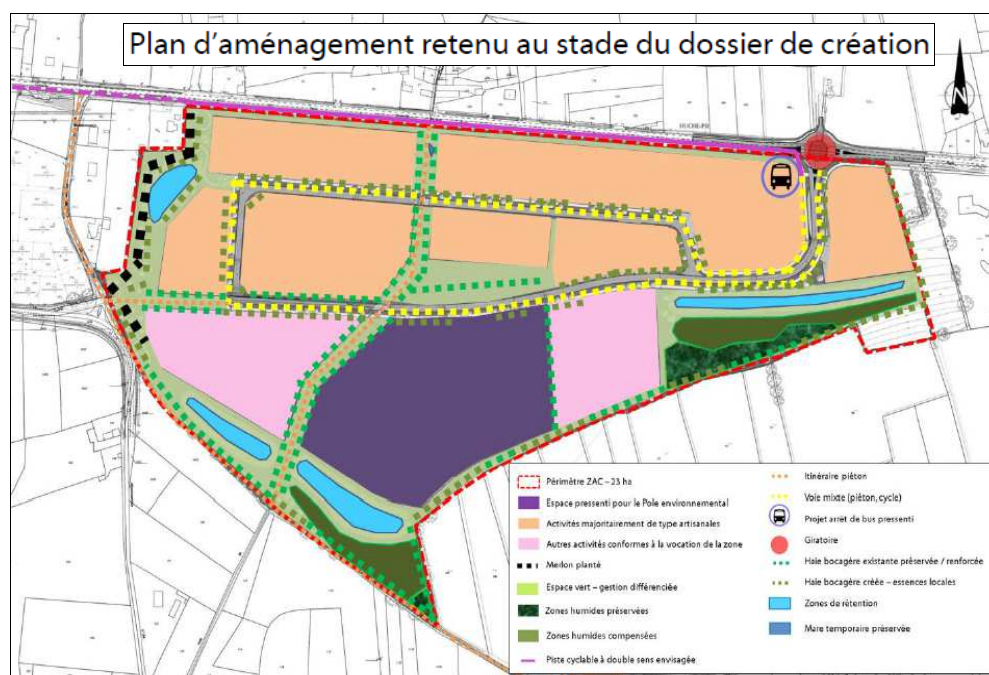 Plan d'aménagement retenu au stade du dossier de création
N
Périmètre ZAC – 23 ha
Espace pressenti pour le Pole environnemental
Activités majoritairement de type artisanales
Autres activités conformes à la vocation de la zone
Merlon planté
Espace vert – gestion différenciée
Zones humides préservées
Zones humides compensées
Piste cyclable à double sens envisagée
Itinéraire piéton
Voie mixte (piéton, cycle)
Projet arrêt de bus pressenti
Giratoire
Haie bocagère existante préservée / renforcée
Haie bocagère créée – essences locales
Zones de rétention
Mare temporaire préservée